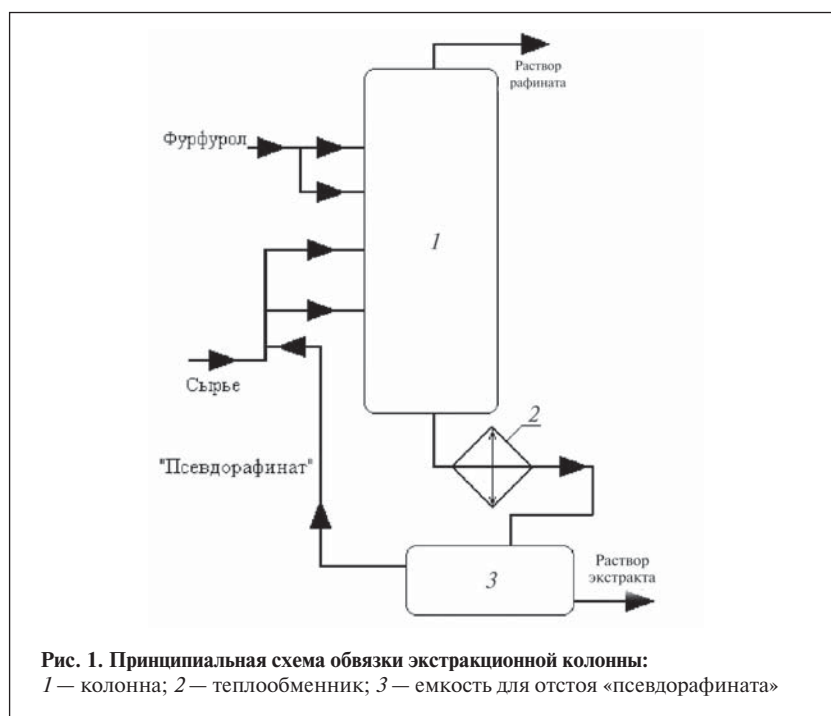 Раствор
рафината
Фурфурол
1
Сырье
2
"Псевдорафинат"
3
Раствор
экстракта
Рис. 1. Принципиальная схема обвязки экстракционной колонны:
1 — колонна; 2 — теплообменник; 3 — емкость для отстоя «псевдорафината»